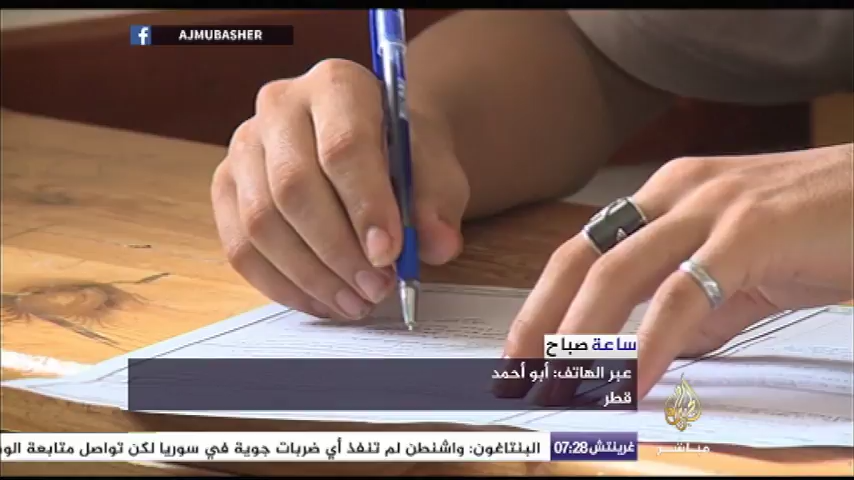 AJMUBASHER
ساعة صباح
عبر الهاتف: أبو أحمد
قطر
غرينتش 07:28 البنتاغون: واشنطن لم تنفذ أي ضربات جوية في سوريا لكن تواصل متابعة
مباشر